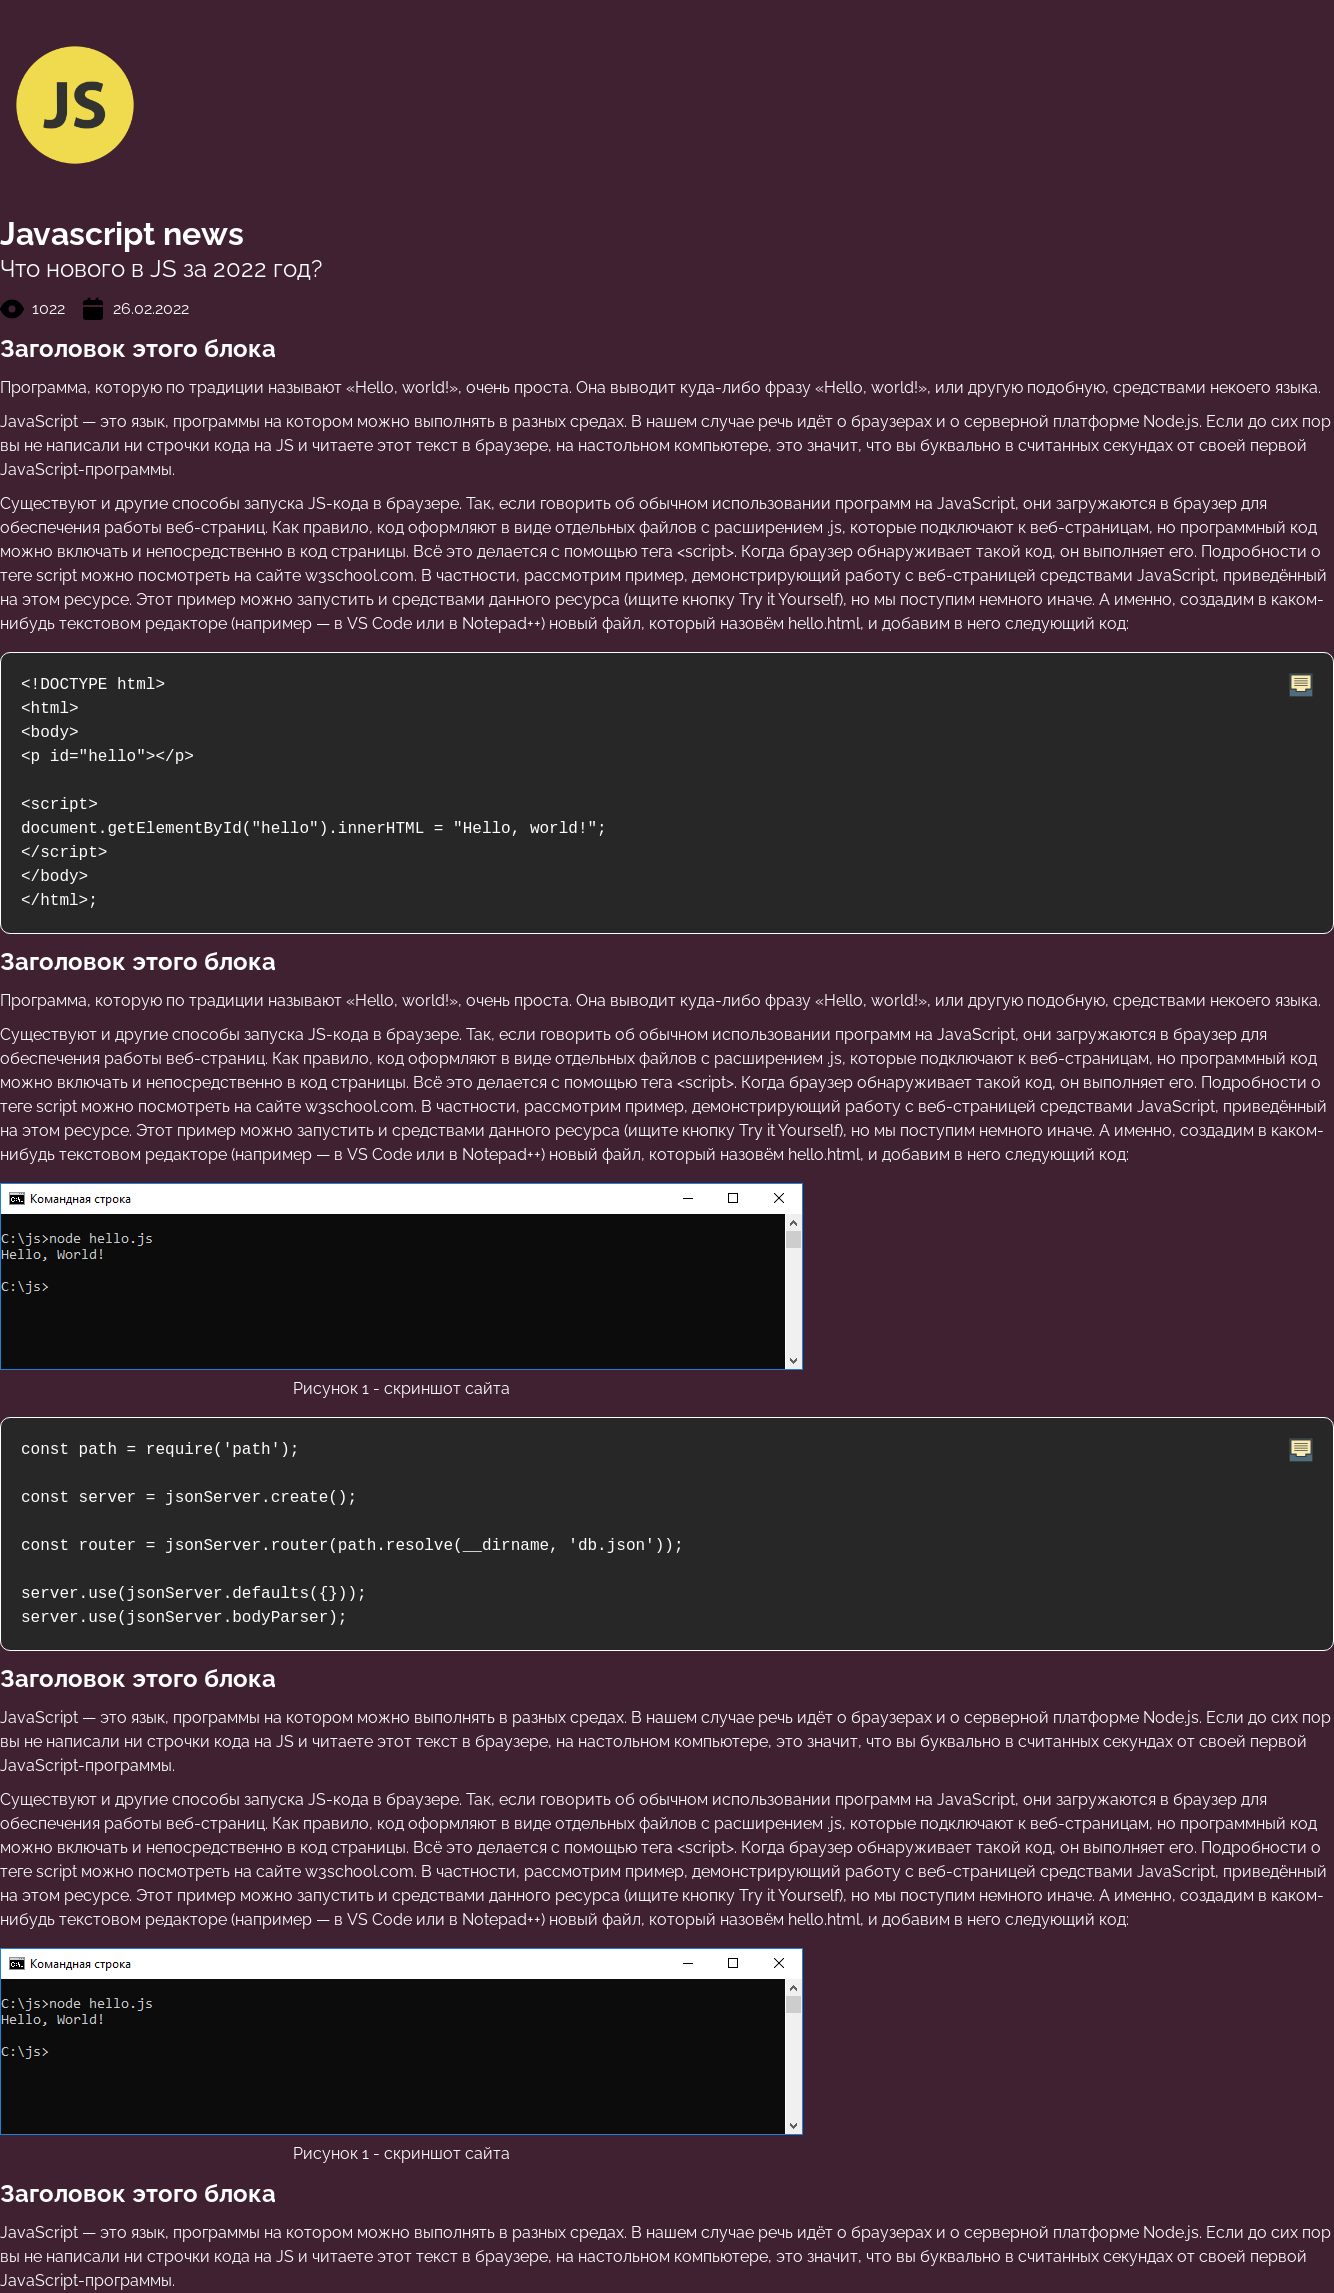 JS
Javascript news
Что нового в JS за 2022 год?
1022 26.02.2022
Заголовок этого блока
Программа, которую по традиции называют «Hello, world!», очень проста. Она выводит куда-либо фразу «Hello, world!», или другую подобную, средствами некоего языка.
JavaScript — это язык, программы на котором можно выполнять в разных средах. В нашем случае речь идёт о браузерах и о серверной платформе Node.js. Если до сих пор
вы не написали ни строчки кода на JS и читаете этот текст в браузере, на настольном компьютере, это значит, что вы буквально в считанных секундах от своей первой
JavaScript-программы.
Существуют и другие способы запуска JS-кода в браузере. Так, если говорить об обычном использовании программ на JavaScript, они загружаются в браузер для
обеспечения работы веб-страниц. Как правило, код оформляют в виде отдельных файлов с расширением .js, которые подключают к веб-страницам, но программный код
можно включать и непосредственно в код страницы. Всё это делается с помощью тега <script>. Когда браузер обнаруживает такой код, он выполняет его. Подробности о
теге script можно посмотреть на сайте w3school.com. В частности, рассмотрим пример, демонстрирующий работу с веб-страницей средствами JavaScript, приведённый
на этом ресурсе. Этот пример можно запустить и средствами данного ресурса (ищите кнопку Try it Yourself), но мы поступим немного иначе. А именно, создадим в каком-
нибудь текстовом редакторе (например — в VS Code или в Notepad++) новый файл, который назовём hello.html, и добавим в него следующий код:
<!DOCTYPE html>
<html>
<body>
<p id="hello"></p>
<script>
document.getElementById("hello").innerHTML = "Hello, world!";
</script>
</body>
</html>;
Заголовок этого блока
Программа, которую по традиции называют «Hello, world!», очень проста. Она выводит куда-либо фразу «Hello, world!», или другую подобную, средствами некоего языка.
Существуют и другие способы запуска JS-кода в браузере. Так, если говорить об обычном использовании программ на JavaScript, они загружаются в браузер для
обеспечения работы веб-страниц. Как правило, код оформляют в виде отдельных файлов с расширением .js, которые подключают к веб-страницам, но программный код
можно включать и непосредственно в код страницы. Всё это делается с помощью тега <script>. Когда браузер обнаруживает такой код, он выполняет его. Подробности о
теге script можно посмотреть на сайте w3school.com. В частности, рассмотрим пример, демонстрирующий работу с веб-страницей средствами JavaScript, приведённый
на этом ресурсе. Этот пример можно запустить и средствами данного ресурса (ищите кнопку Try it Yourself), но мы поступим немного иначе. А именно, создадим в каком-
нибудь текстовом редакторе (например — в VS Code или в Notepad++) новый файл, который назовём hello.html, и добавим в него следующий код:
Командная строка
C:\js>node hello.js
Hello, World!
C:\js>
Рисунок 1 - скриншот сайта
const path = require('path');
const server = jsonServer.create();
const router = jsonServer.router(path.resolve(__dirname, 'db.json'));
server.use(jsonServer.defaults({}));
server.use(jsonServer.bodyParser);
Заголовок этого блока
JavaScript — это язык, программы на котором можно выполнять в разных средах. В нашем случае речь идёт о браузерах и о серверной платформе Node.js. Если до сих пор
вы не написали ни строчки кода на JS и читаете этот текст в браузере, на настольном компьютере, это значит, что вы буквально в считанных секундах от своей первой
JavaScript-программы.
Существуют и другие способы запуска JS-кода в браузере. Так, если говорить об обычном использовании программ на JavaScript, они загружаются в браузер для
обеспечения работы веб-страниц. Как правило, код оформляют в виде отдельных файлов с расширением .js, которые подключают к веб-страницам, но программный код
можно включать и непосредственно в код страницы. Всё это делается с помощью тега <script>. Когда браузер обнаруживает такой код, он выполняет его. Подробности о
теге script можно посмотреть на сайте w3school.com. В частности, рассмотрим пример, демонстрирующий работу с веб-страницей средствами JavaScript, приведённый
на этом ресурсе. Этот пример можно запустить и средствами данного ресурса (ищите кнопку Try it Yourself), но мы поступим немного иначе. А именно, создадим в каком-
нибудь текстовом редакторе (например — в VS Code или в Notepad++) новый файл, который назовём hello.html, и добавим в него следующий код:
Командная строка
C:\js>node hello.js
Hello, World!
C:\js>
Рисунок 1 - скриншот сайта
Заголовок этого блока
JavaScript — это язык, программы на котором можно выполнять в разных средах. В нашем случае речь идёт о браузерах и о серверной платформе Node.js. Если до сих пор
вы не написали ни строчки кода на JS и читаете этот текст в браузере, на настольном компьютере, это значит, что вы буквально в считанных секундах от своей первой
JavaScript-программы.